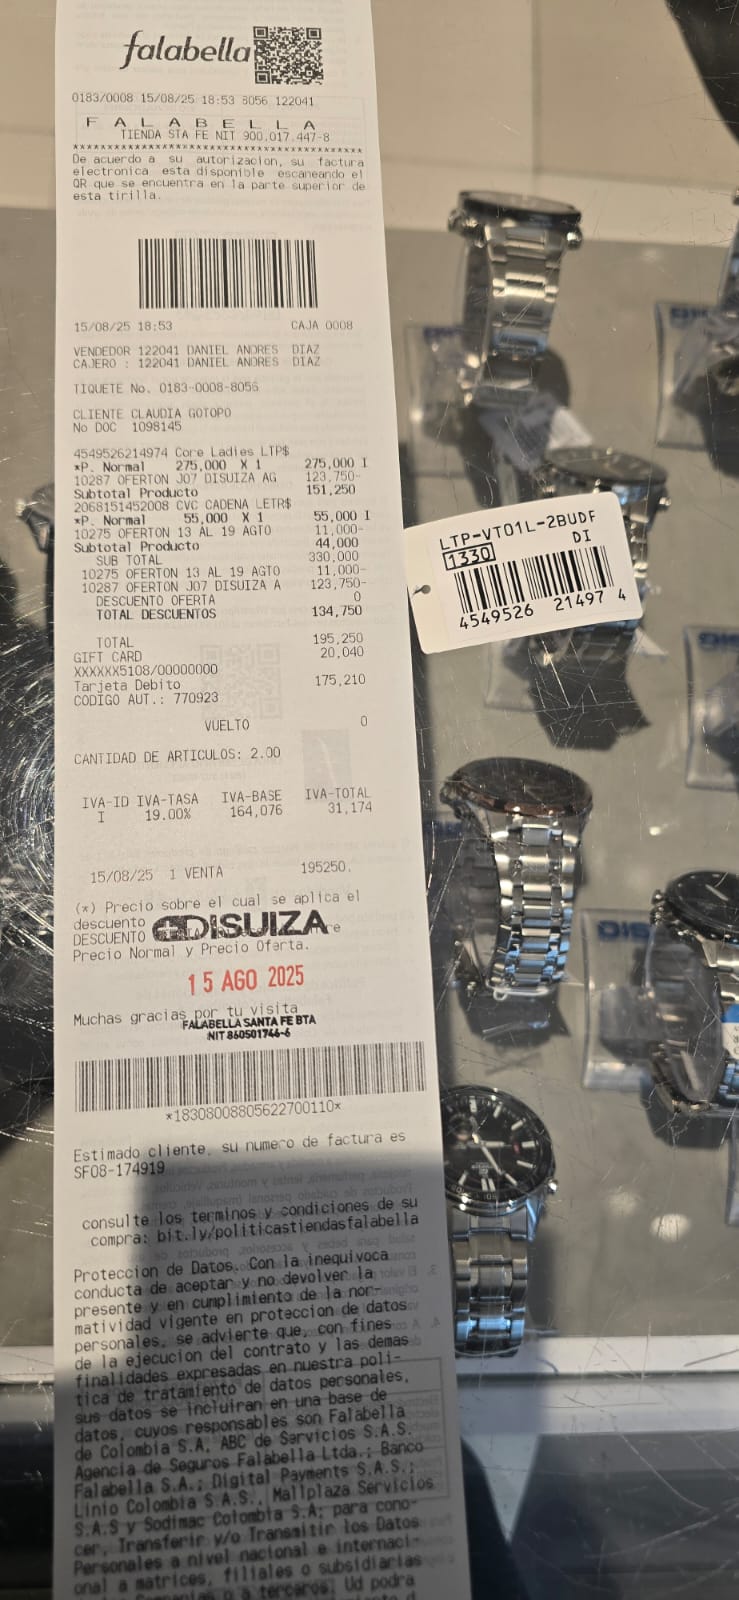 falabella
0183/0008 15/08/25 18:53 8056 122041
F A L A B E L L A
TIENDA STA FE NIT 900.017.447-8
****************************************
De acuerdo a su autorizacion, su factura
electronica esta disponible escaneando el
QR que se encuentra en la parte superior de
esta tirilla.
15/08/25 18:53 CAJA 0008
VENDEDOR 122041 DANIEL ANDRES DIAZ
CAJERO : 122041 DANIEL ANDRES DIAZ
TIQUETE No. 0183-0008-8056
CLIENTE CLAUDIA GOTOPO
No DOC 1098145
4549526214974 Core Ladies LTP$
*P. Normal 275,000 X 1 275,000 I
10287 OFERTON J07 DISUIZA AG 123,750-
Subtotal Producto 151,250
2068151452008 CVC CADENA LETR$
*P. Normal 55,000 X 1 55,000 I
10275 OFERTON 13 AL 19 AGTO 11,000-
Subtotal Producto 44,000
SUB TOTAL 330,000
10275 OFERTON 13 AL 19 AGTO 11,000-
10287 OFERTON J07 DISUIZA A 123,750-
DESCUENTO OFERTA 0
TOTAL DESCUENTOS 134,750
TOTAL 195,250
GIFT CARD 20,040
XXXXXX5108/00000000
Tarjeta Debito 175,210
CODIGO AUT.: 770923
VUELTO 0
CANTIDAD DE ARTICULOS: 2.00
IVA-ID IVA-TASA IVA-BASE IVA-TOTAL
I 19.00% 164,076 31,174
15/08/25 1 VENTA 195250.
(*) Precio sobre el cual se aplica el
descuento
DISUIZA
DESCUENTO
Precio Normal y Precio Oferta.
15 AGO 2025
Muchas gracias por tu visita
FALABELLA SANTA FE BTA
NIT 860501746-6
*18308008805622700110*
Estimado cliente, su numero de factura es
SF08-174919
consulte los terminos y condiciones de su
compra: bit.ly/politicastiendasfalabella
Proteccion de Datos. Con la inequivoca
conducta de aceptar y no devolver la
presente y en cumplimiento de la nor-
matividad vigente en proteccion de datos
personales, se advierte que, con fines
de la ejecucion del contrato y las demas
finalidades expresadas en nuestra poli-
tica de tratamiento de datos personales,
sus datos se incluiran en una base de
datos, cuyos responsables son Falabella
de Colombia S.A, ABC de Servicios S.A.S.
Agencia de Seguros Falabella Ltda.; Banco
Falabella S.A.; Digital Payments S.A.S.;
Linio Colombia S.A.S., Mallplaza Servicios
S.A.S y Sodimac Colombia S.A; para cono-
cer, Transferir y/o Transmitir los Datos
Personales a nivel nacional e internaci-
onal a matrices, filiales o subsidiarias
o a terceros; Ud podra
LTP-VT01L-2BUDF
DI
1330
4549526 21497 4